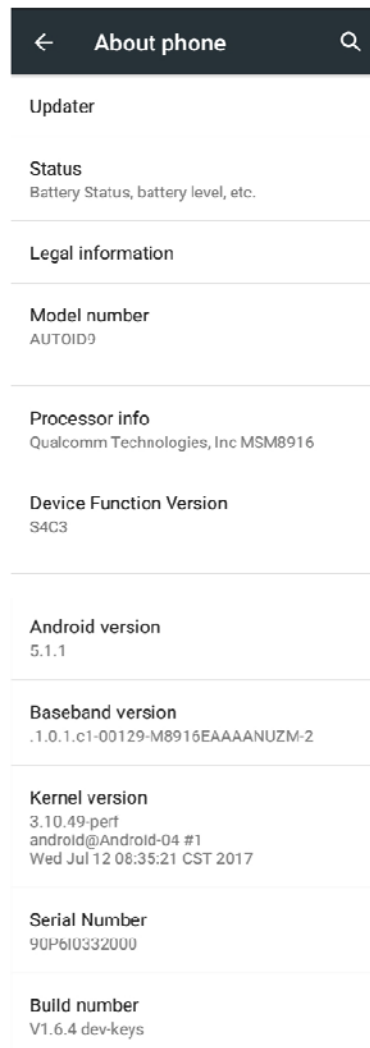 About phone
Updater
Status
Battery Status, battery level, etc.
Legal information
Model number
AUTOID9
Processor info
Qualcomm Technologies, Inc MSM8916
Device Function Version
S4C3
Android version
5.1.1
Baseband version
.1.0.1.c1-00129-M8916EAAAANUZM-2
Kernel version
3.10.49-perf
android@Android-04 #1
Wed Jul 12 08:35:21 CST 2017
Serial Number
90P6I0332000
Build number
V1.6.4 dev-keys